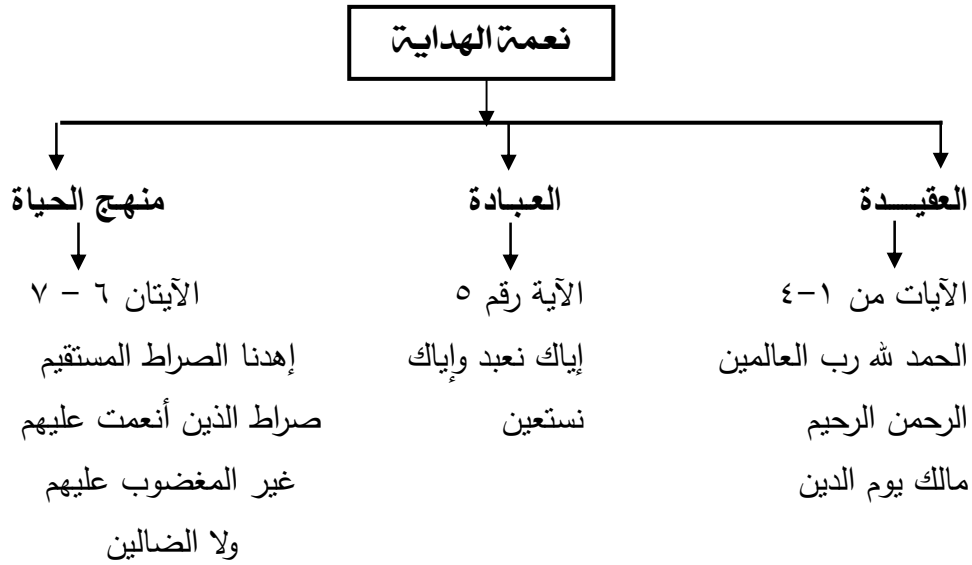 نعمة الهداية
العقيــدة
الآيات من ١-٤
الحمد لله رب العالمين
الرحمن الرحيم
مالك يوم الدين
العبادة
الآية رقم ٥
إياك نعبد وإياك
نستعين
منهج الحياة
الآيتان ٦ - ٧
إهدنا الصراط المستقيم
صراط الذين أنعمت عليهم
غير المغضوب عليهم
ولا الضالين